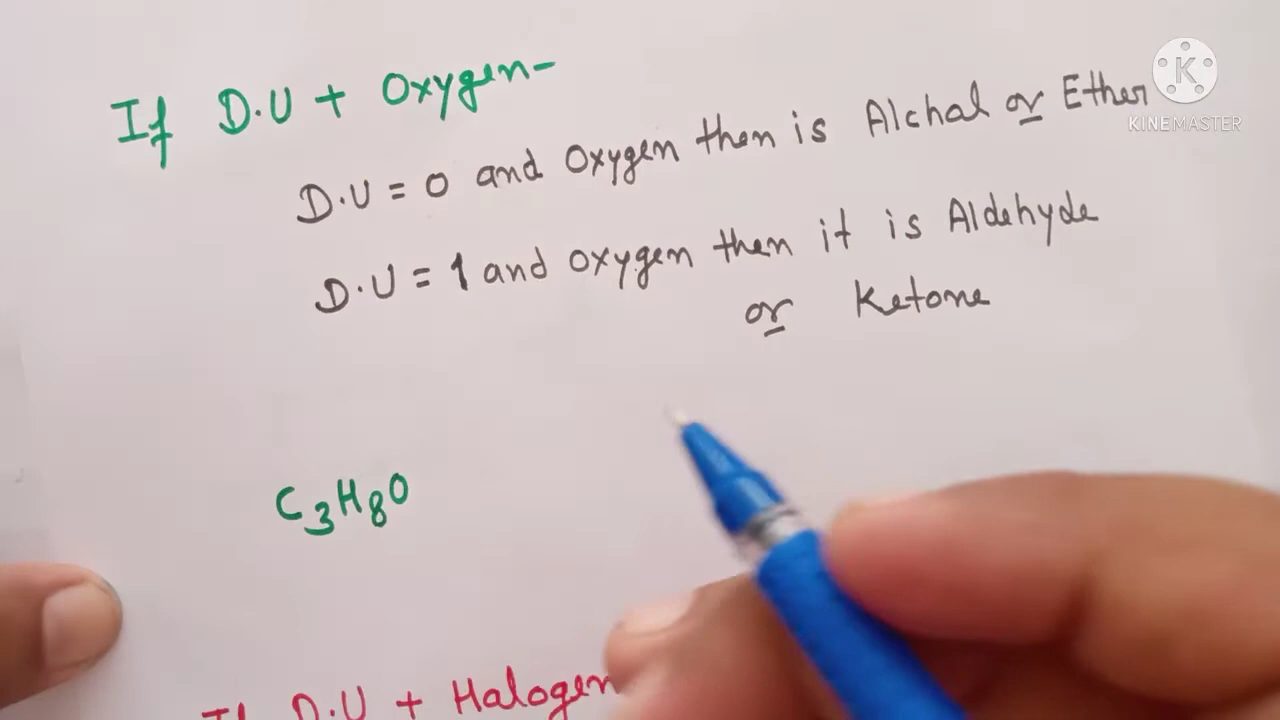 If D.U + Oxygen-
D.U = 0 and Oxygen then is Alchal or Ether
D.U = 1 and oxygen then it is Aldehyde
or Ketone
C3H8O
If D.U + Halogen
K
KINEMASTER